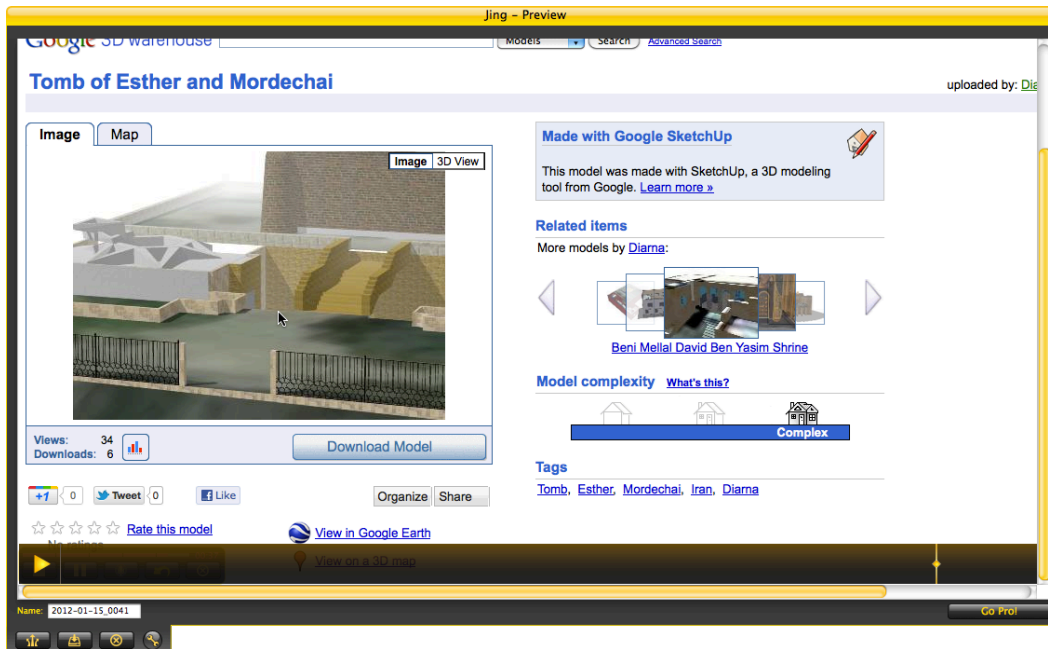 Jing – Preview
Google 3D warehouse Models Search Advanced Search
Tomb of Esther and Mordechai
uploaded by: Dia
Image Map
Image 3D View
Made with Google SketchUp
This model was made with SketchUp, a 3D modeling
tool from Google. Learn more »
Related items
More models by Diarna:
Beni Mellal David Ben Yasim Shrine
Model complexity What's this?
Complex
Views: 34
Downloads: 6
Download Model
Tags
Tomb, Esther, Mordechai, Iran, Diarna
+1 0 Tweet 0 Like Organize Share
Rate this model
No ratings
View in Google Earth
View on a 3D map
Name: 2012-01-15_0041
Go Pro!